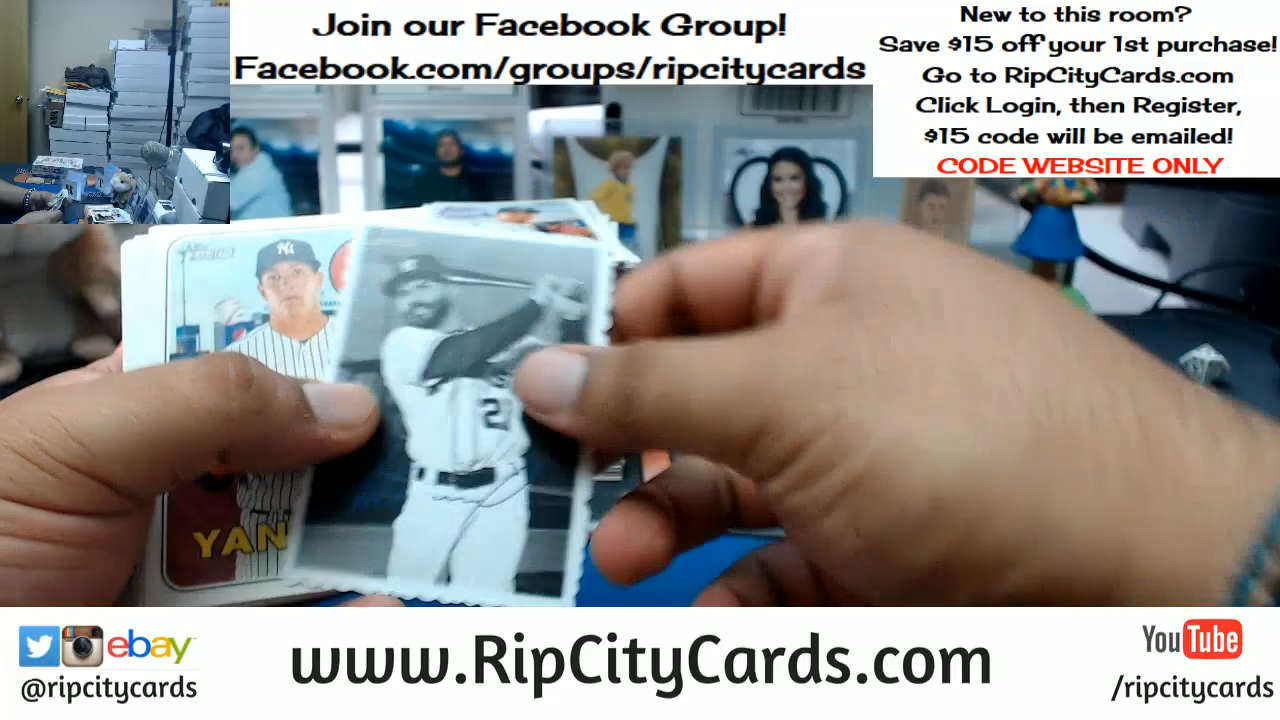 Join our Facebook Group!
Facebook.com/groups/ripcitycards
New to this room?
Save $15 off your 1st purchase!
Go to RipCityCards.com
Click Login, then Register,
$15 code will be emailed!
CODE WEBSITE ONLY
NY
YAN
2
ebay
@ripcitycards
www.RipCityCards.com
YouTube
/ripcitycards